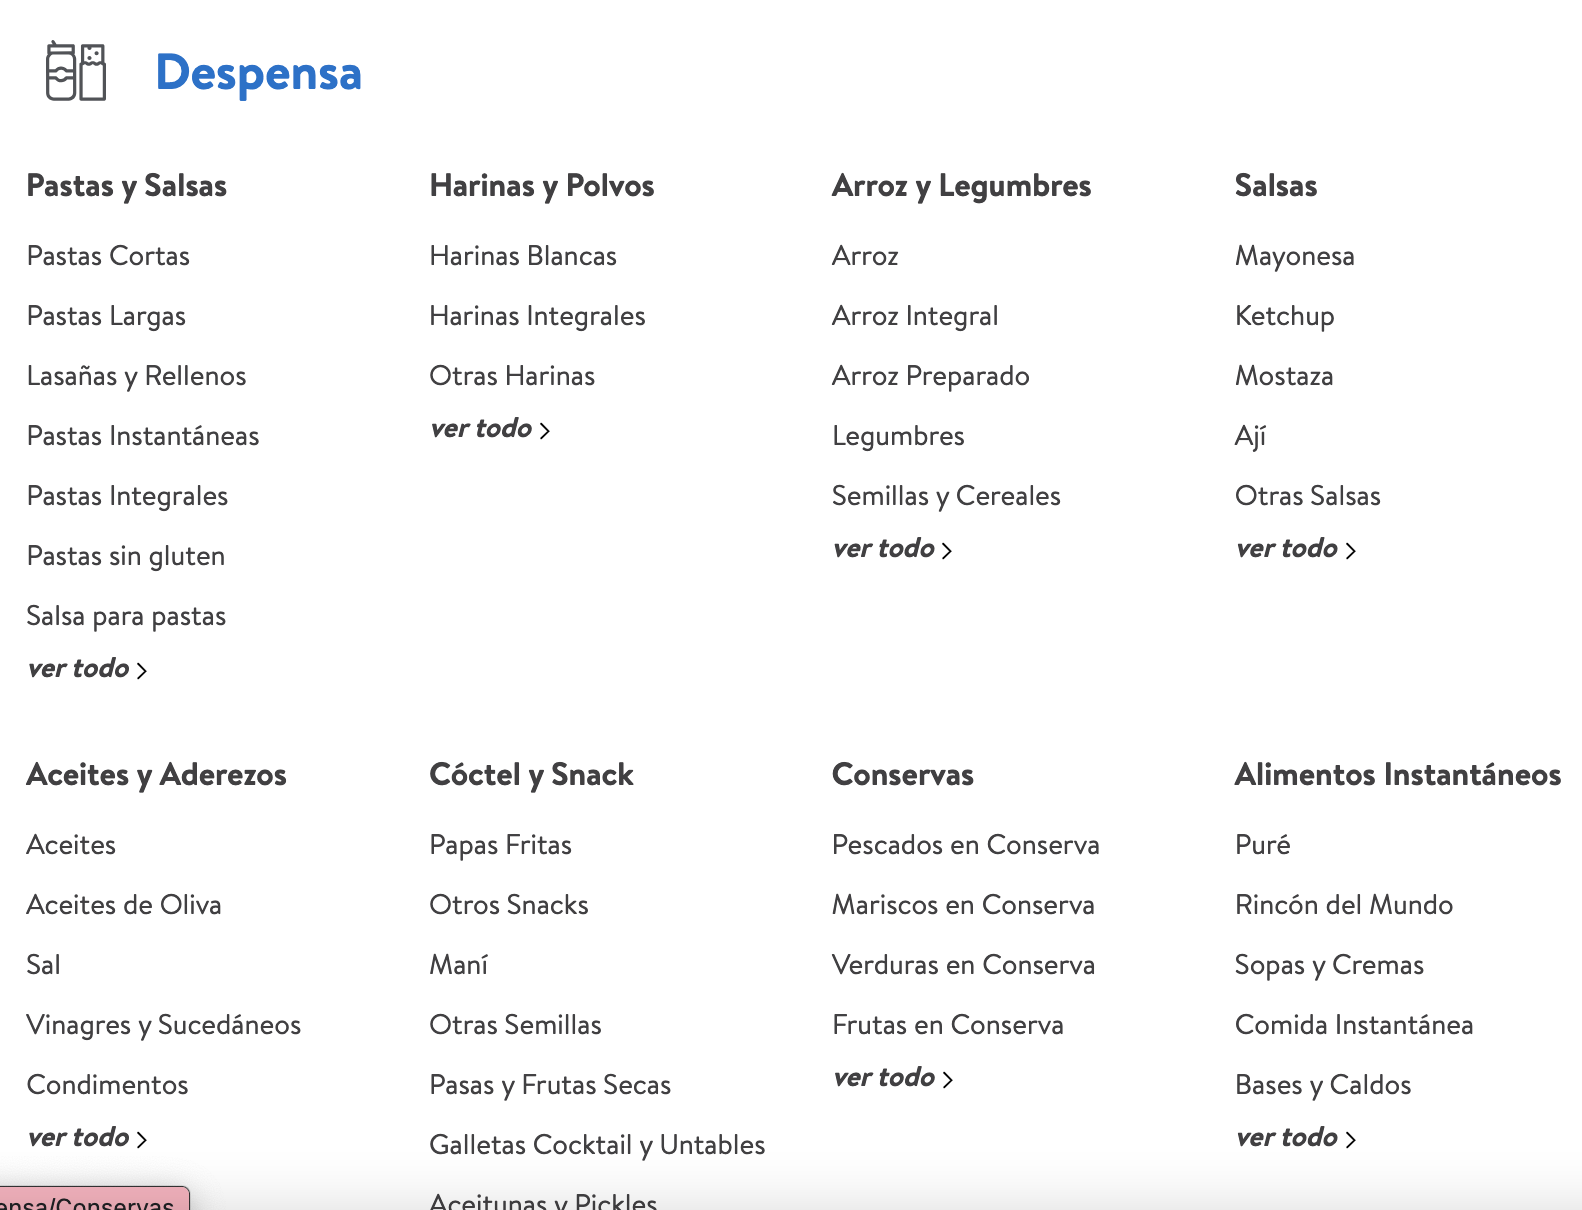 Despensa
Pastas y Salsas
Pastas Cortas
Pastas Largas
Lasañas y Rellenos
Pastas Instantáneas
Pastas Integrales
Pastas sin gluten
Salsa para pastas
ver todo
Harinas y Polvos
Harinas Blancas
Harinas Integrales
Otras Harinas
ver todo
Arroz y Legumbres
Arroz
Arroz Integral
Arroz Preparado
Legumbres
Semillas y Cereales
ver todo
Salsas
Mayonesa
Ketchup
Mostaza
Ají
Otras Salsas
ver todo
Aceites y Aderezos
Aceites
Aceites de Oliva
Sal
Vinagres y Sucedáneos
Condimentos
ver todo
Cóctel y Snack
Papas Fritas
Otros Snacks
Maní
Otras Semillas
Pasas y Frutas Secas
Galletas Cocktail y Untables
Aceitunas y Pickles
Conservas
Pescados en Conserva
Mariscos en Conserva
Verduras en Conserva
Frutas en Conserva
ver todo
Alimentos Instantáneos
Puré
Rincón del Mundo
Sopas y Cremas
Comida Instantánea
Bases y Caldos
ver todo
ensa/Conservas